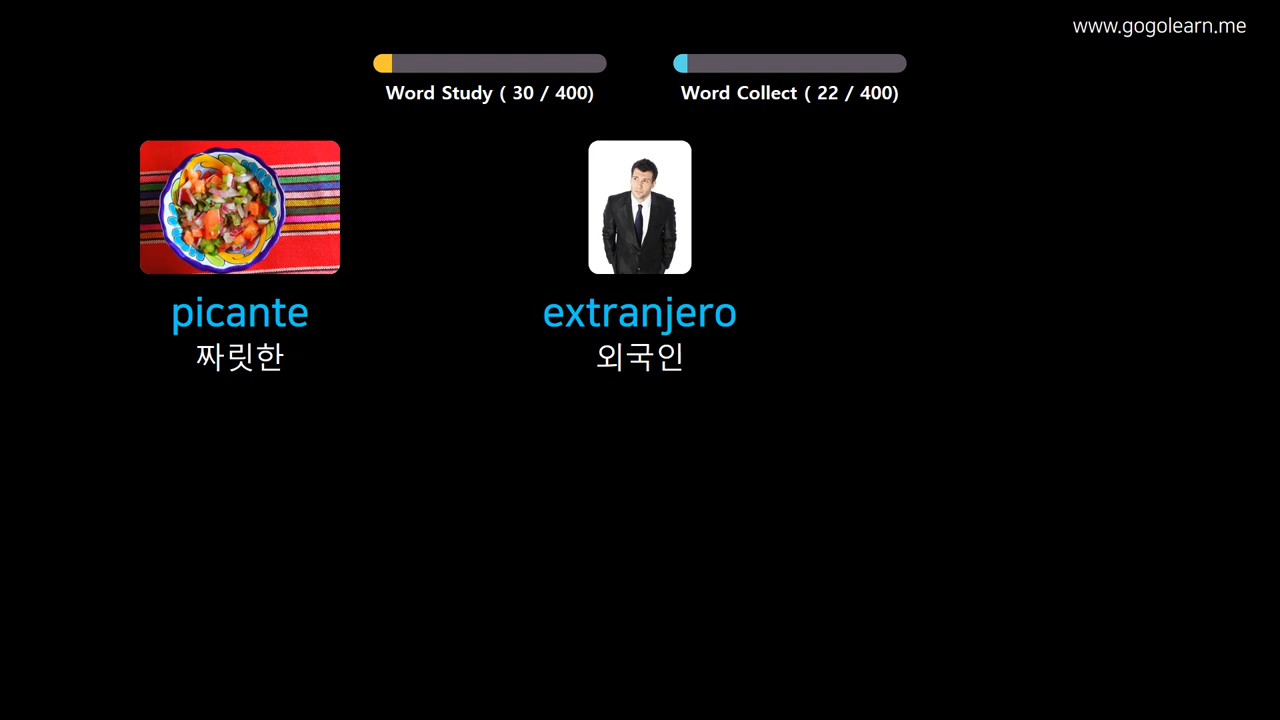 www.gogolearn.me
Word Study ( 30 / 400)
Word Collect ( 22 / 400)
picante
짜릿한
extranjero
외국인